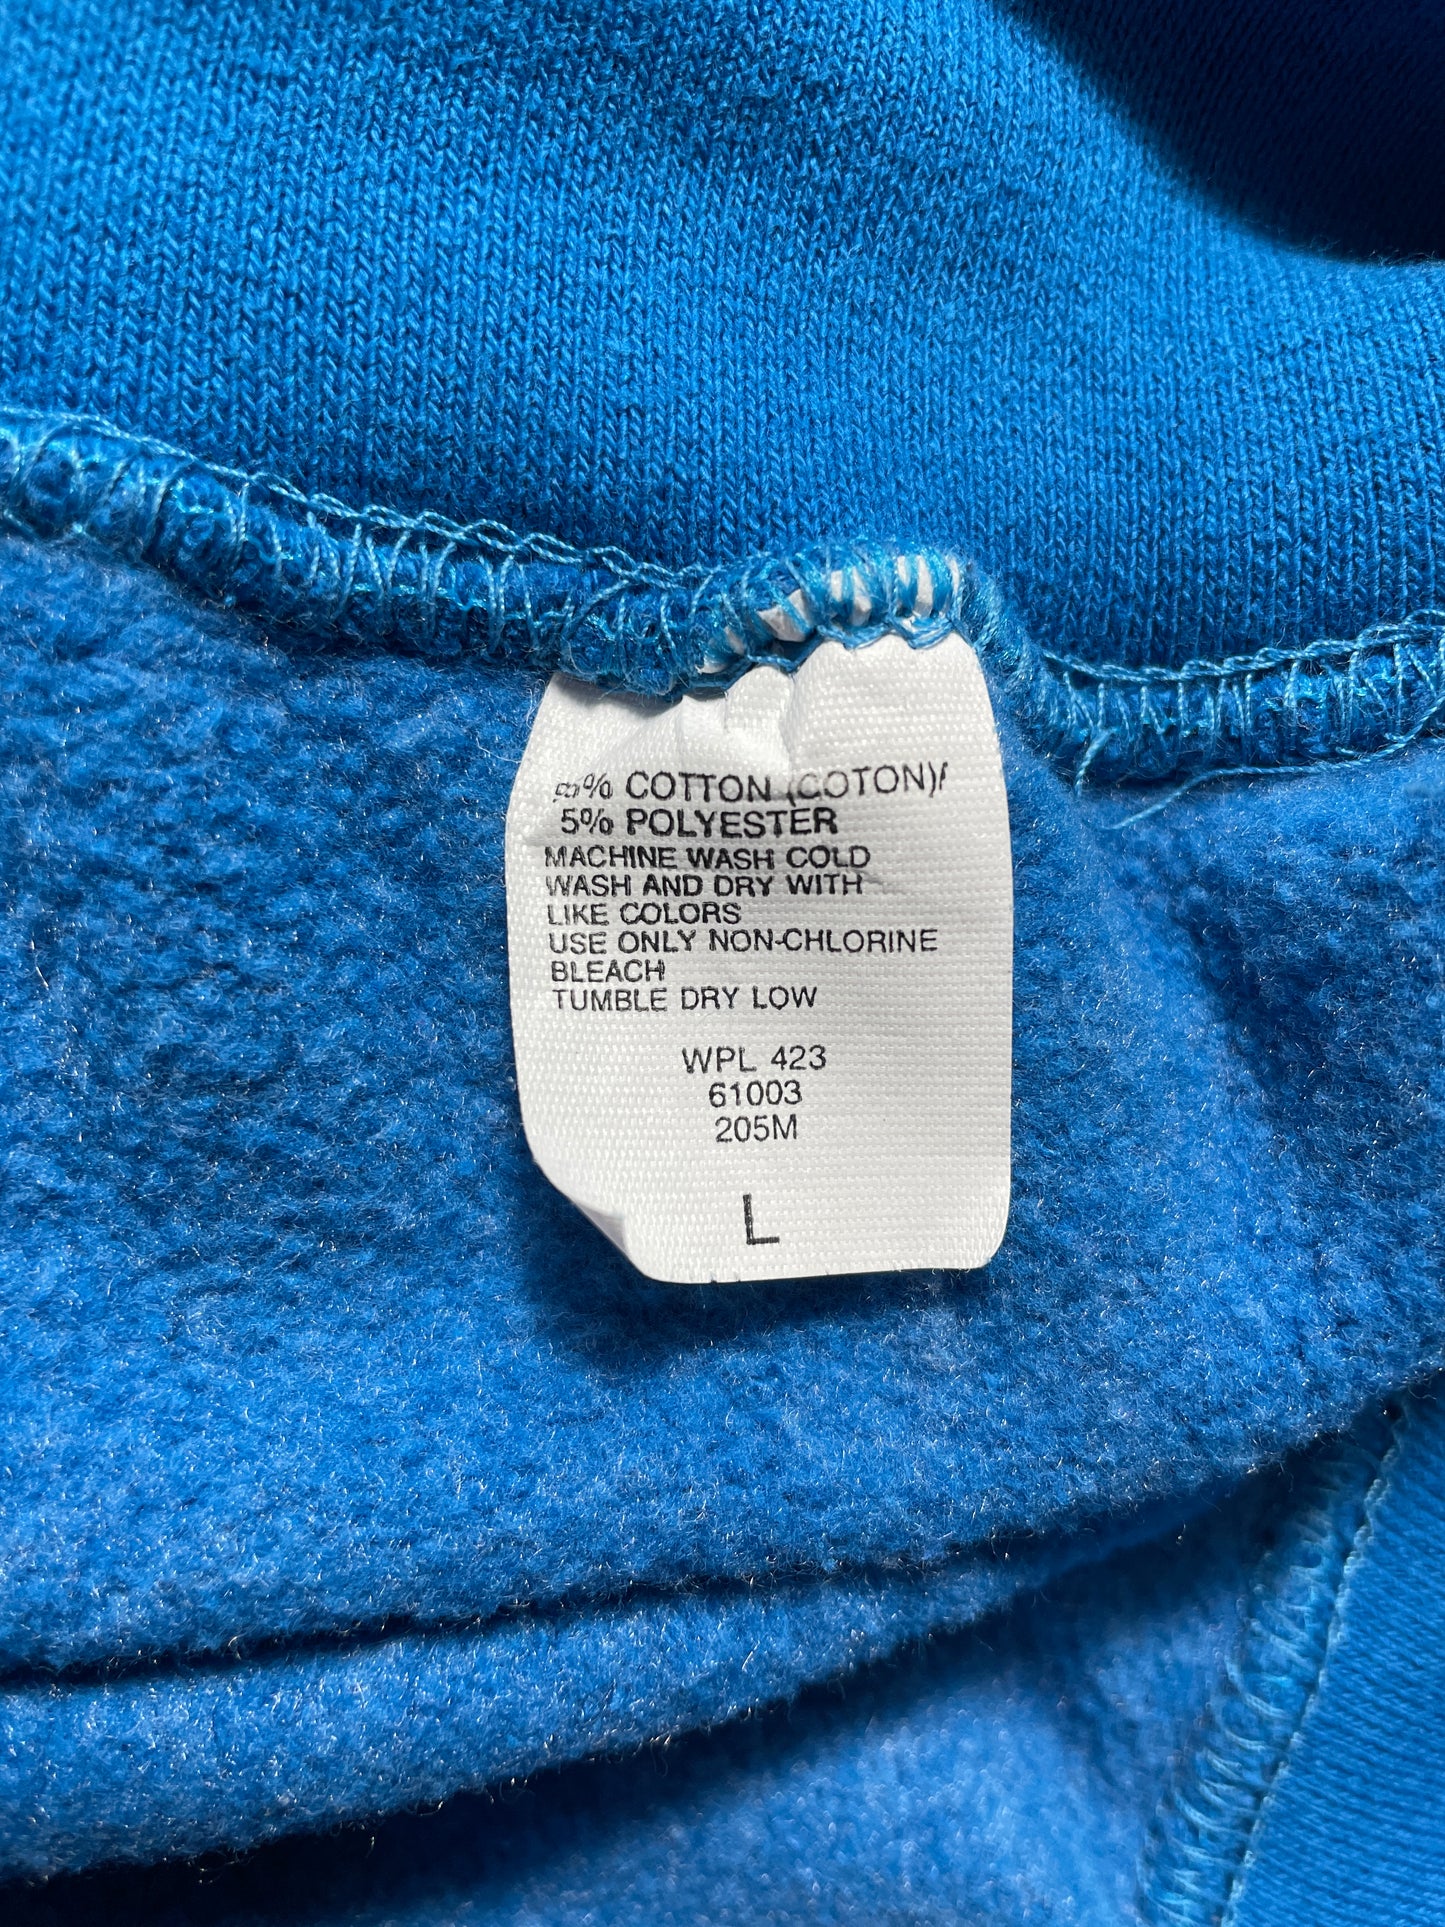 % COTTON (COTON)/
5% POLYESTER
MACHINE WASH COLD
WASH AND DRY WITH
LIKE COLORS
USE ONLY NON-CHLORINE
BLEACH
TUMBLE DRY LOW
WPL 423
61003
205M
L